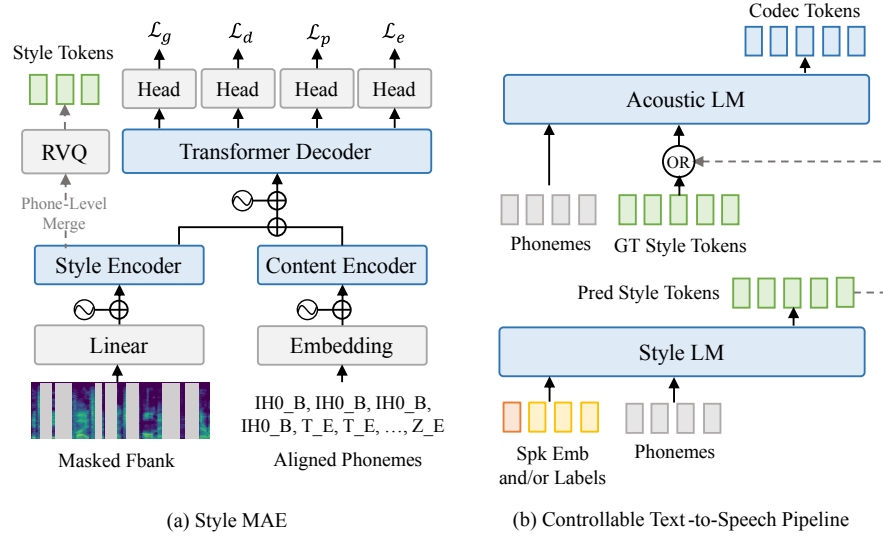 Style Tokens
ℒg ℒd ℒp ℒe
Head Head Head Head
RVQ
Transformer Decoder
Phone-Level
Merge
Style Encoder
Content Encoder
Linear
Embedding
IH0_B, IH0_B, IH0_B,
IH0_B, T_E, T_E, …, Z_E
Masked Fbank
Aligned Phonemes
(a) Style MAE
Codec Tokens
Acoustic LM
OR
Phonemes
GT Style Tokens
Pred Style Tokens
Style LM
Spk Emb
and/or Labels
Phonemes
(b) Controllable Text-to-Speech Pipeline